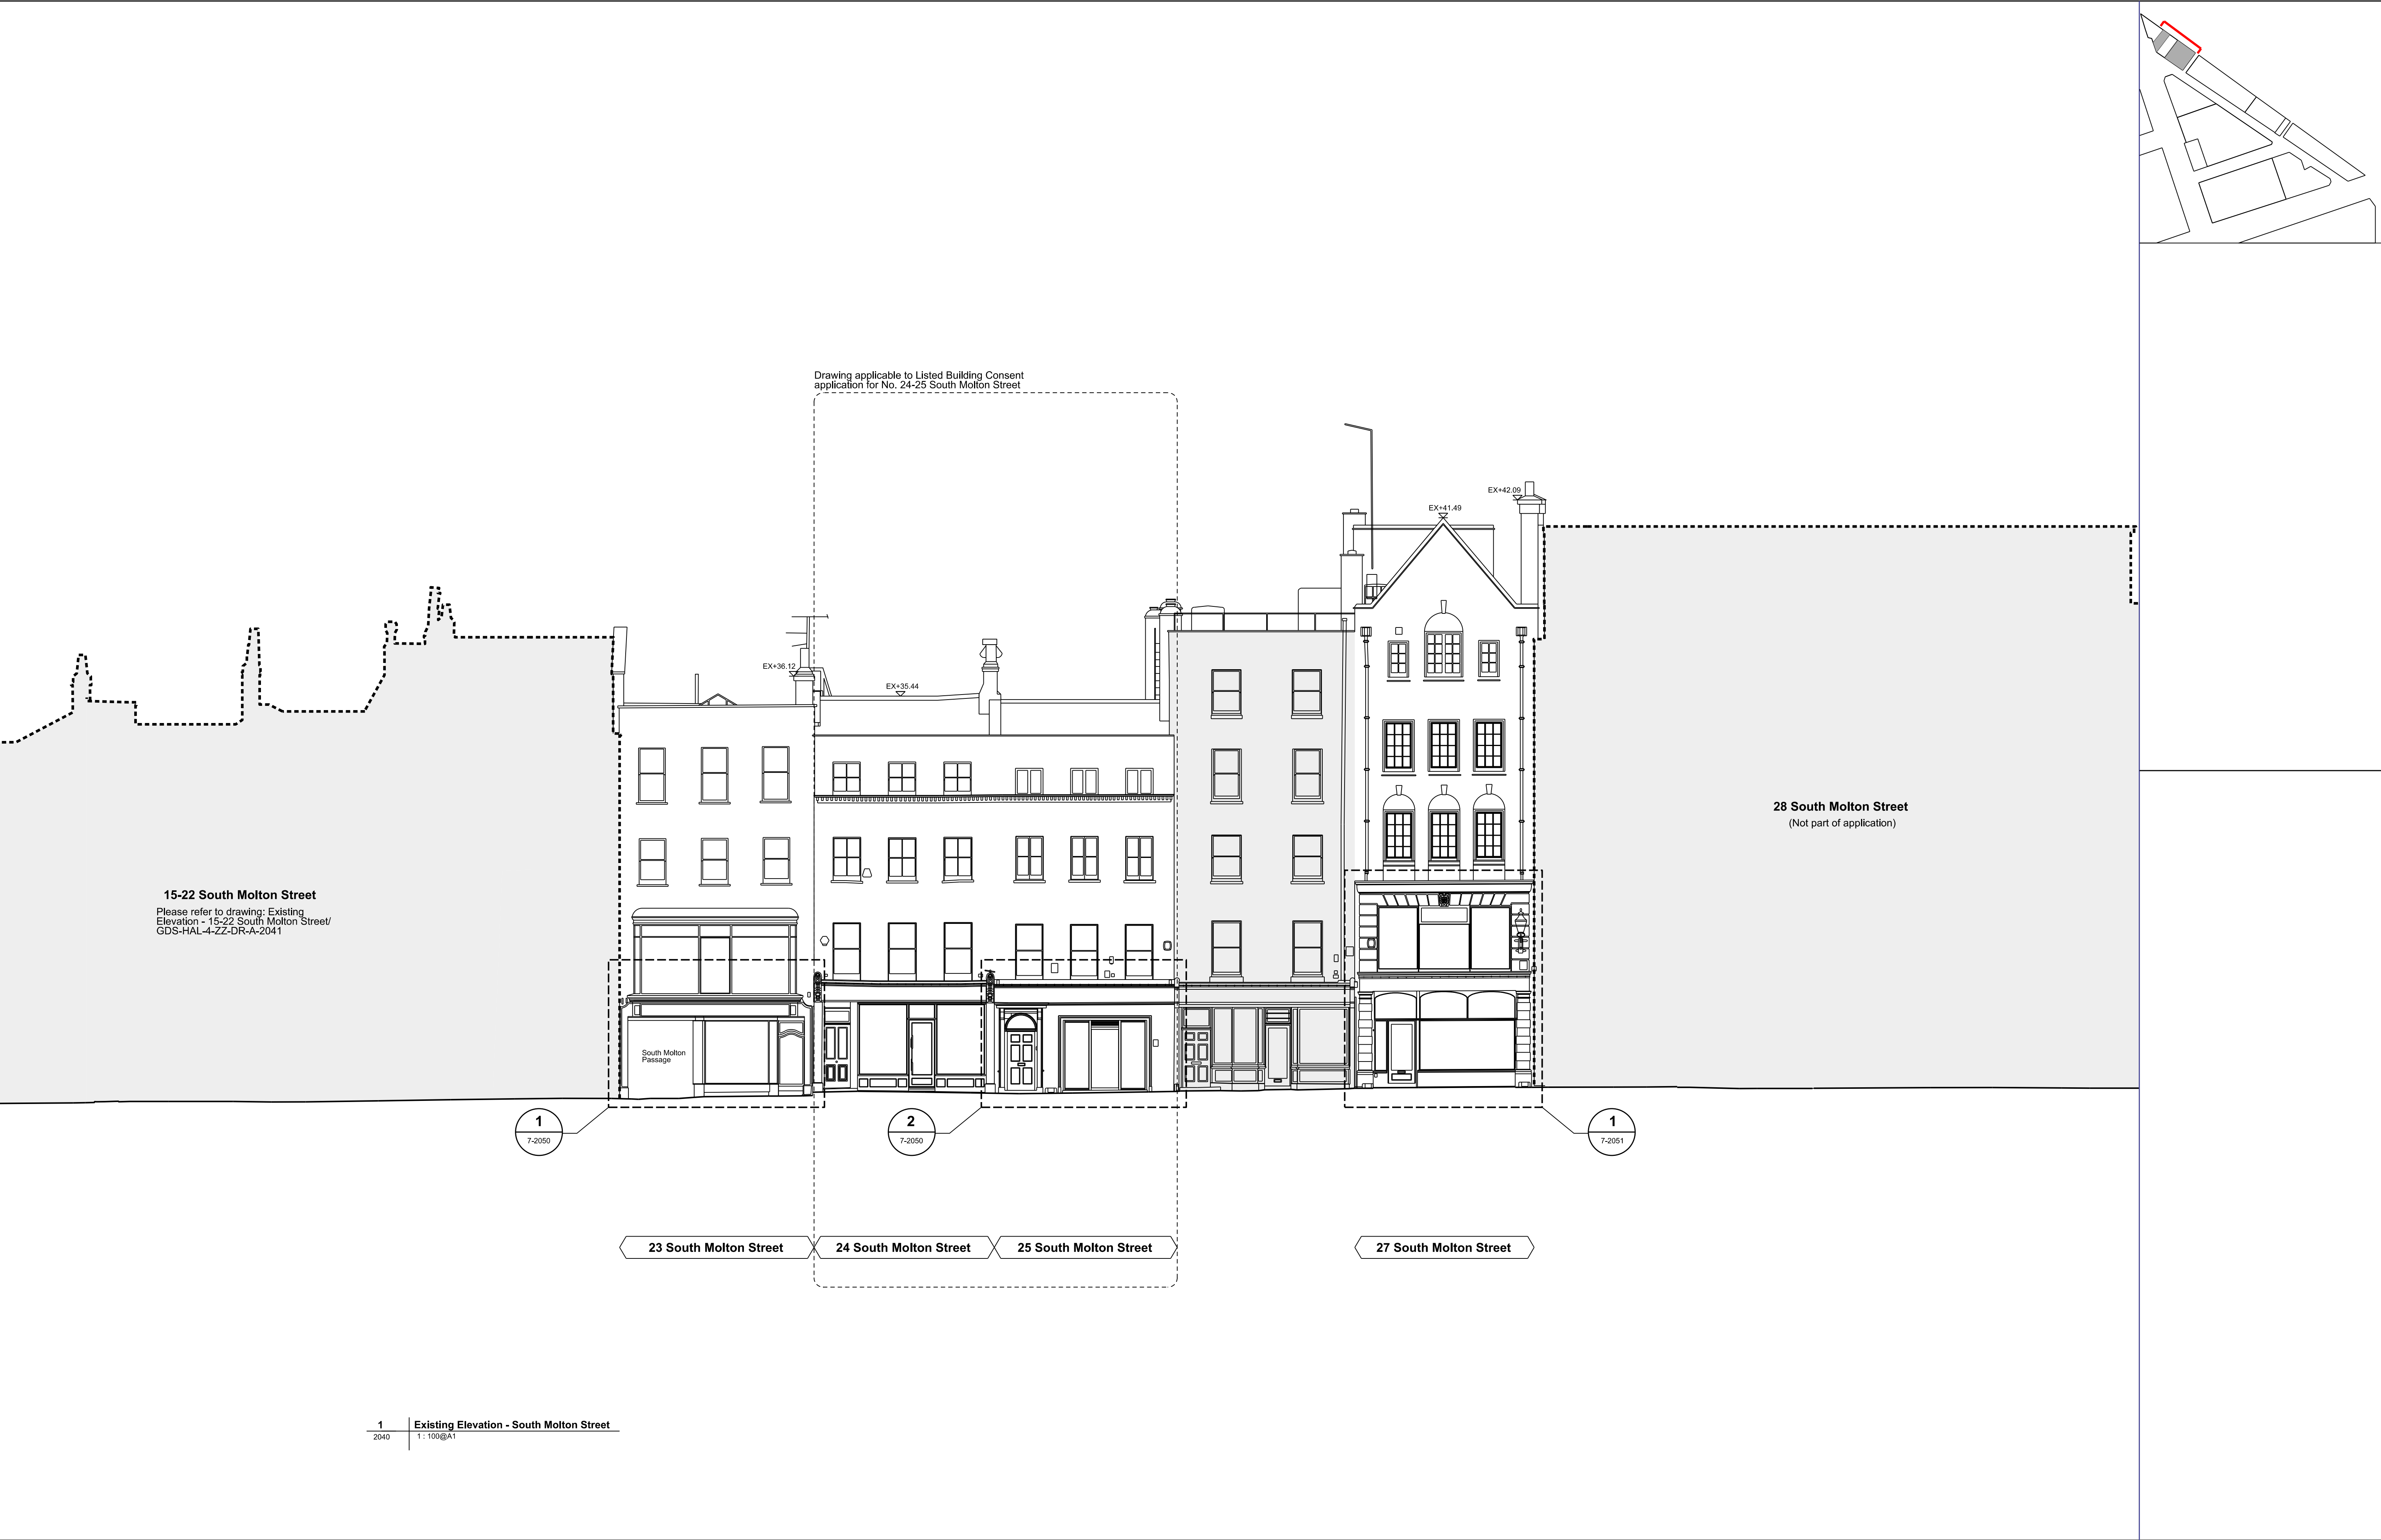 Drawing applicable to Listed Building Consent
application for No. 24-25 South Molton Street
EX+42.09
EX+41.49
EX+36.12
EX+35.44
28 South Molton Street
(Not part of application)
15-22 South Molton Street
Please refer to drawing: Existing
Elevation - 15-22 South Molton Street/
GDS-HAL-4-ZZ-DR-A-2041
South Molton
Passage
1
7-2050
2
7-2050
1
7-2051
23 South Molton Street
24 South Molton Street
25 South Molton Street
27 South Molton Street
1
Existing Elevation - South Molton Street
2040
1 : 100@A1